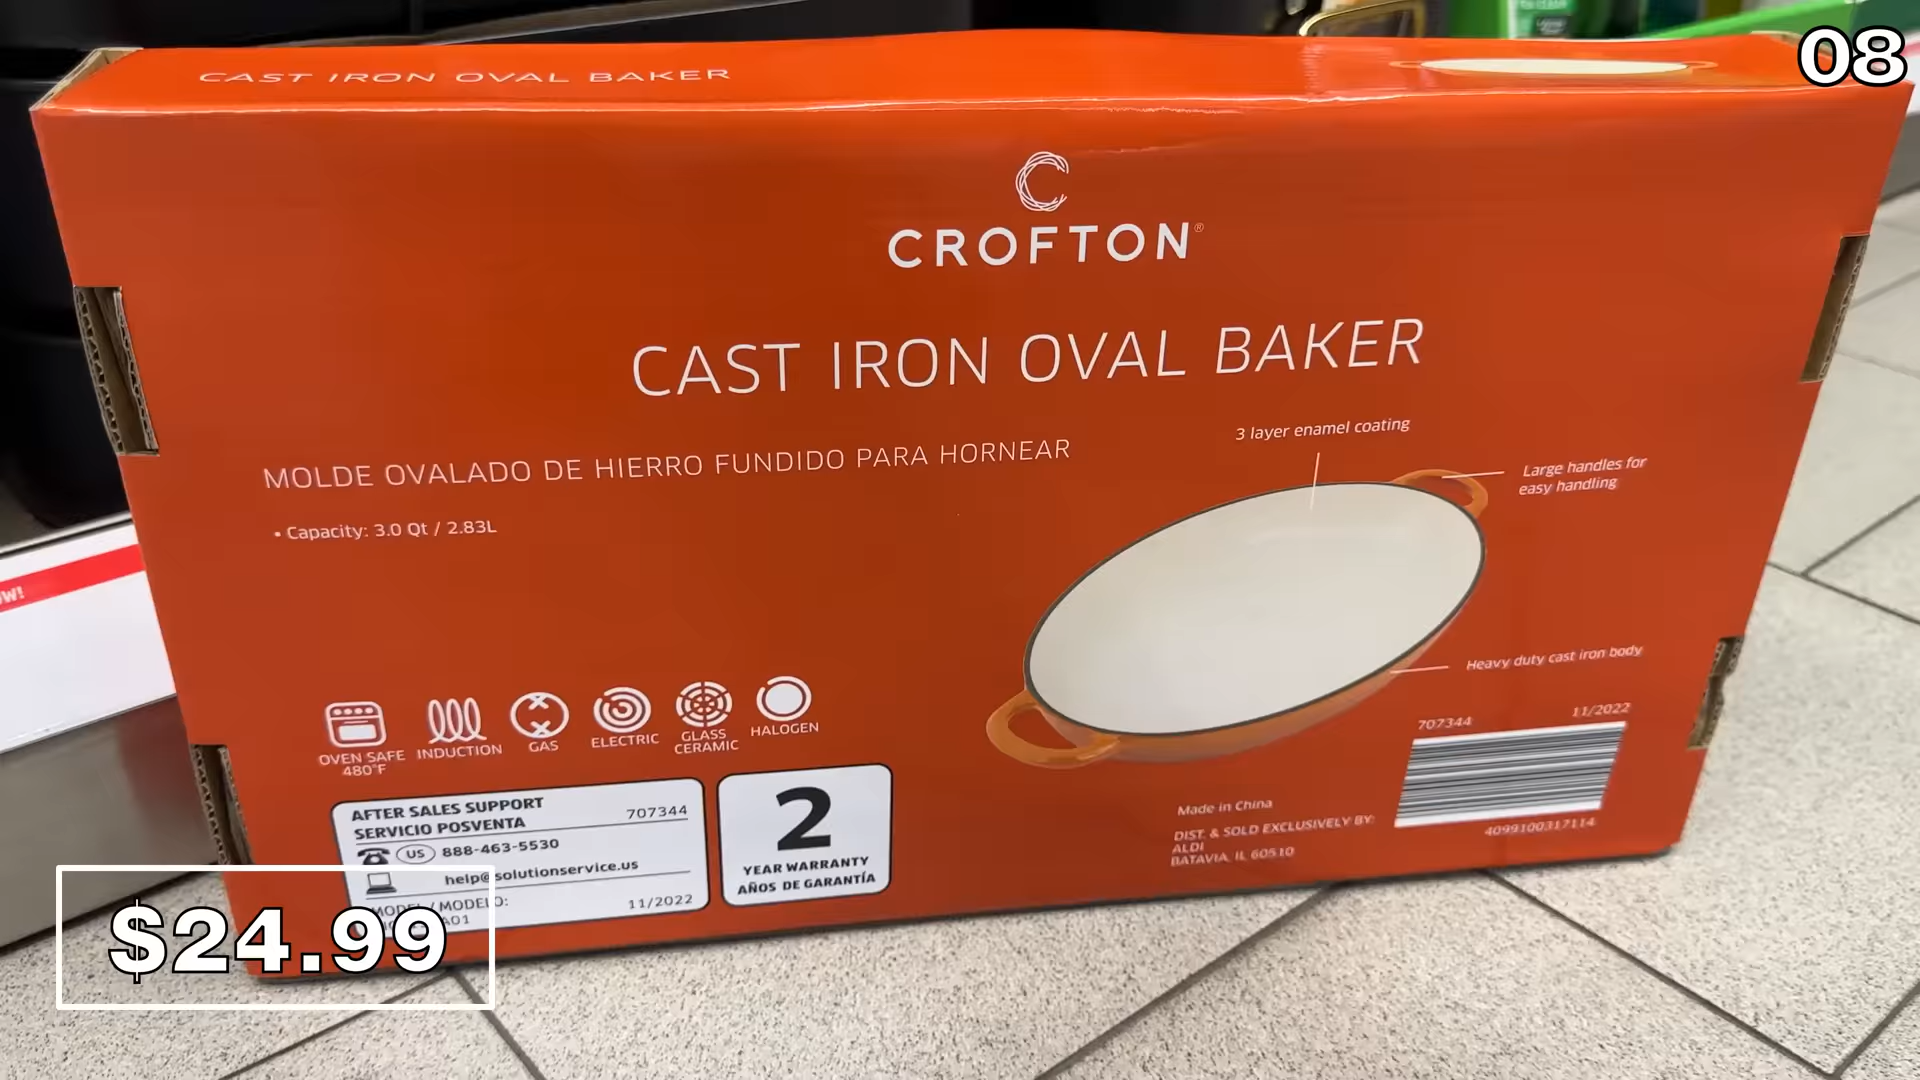 08
CAST IRON OVAL BAKER
CROFTON®
CAST IRON OVAL BAKER
MOLDE OVALADO DE HIERRO FUNDIDO PARA HORNEAR
• Capacity: 3.0 Qt / 2.83L
3 layer enamel coating
Large handles for
easy handling
Heavy duty cast iron body
OVEN SAFE
480°F
INDUCTION
GAS
ELECTRIC
GLASS
CERAMIC
HALOGEN
AFTER SALES SUPPORT
SERVICIO POSVENTA
707344
US 888-463-5530
help@solutionservice.us
MODEL / MODELO:
11/2022
2
YEAR WARRANTY
AÑOS DE GARANTÍA
707344 11/2022
4099100317114
Made in China
DIST. & SOLD EXCLUSIVELY BY:
ALDI
BATAVIA, IL 60510
$24.99